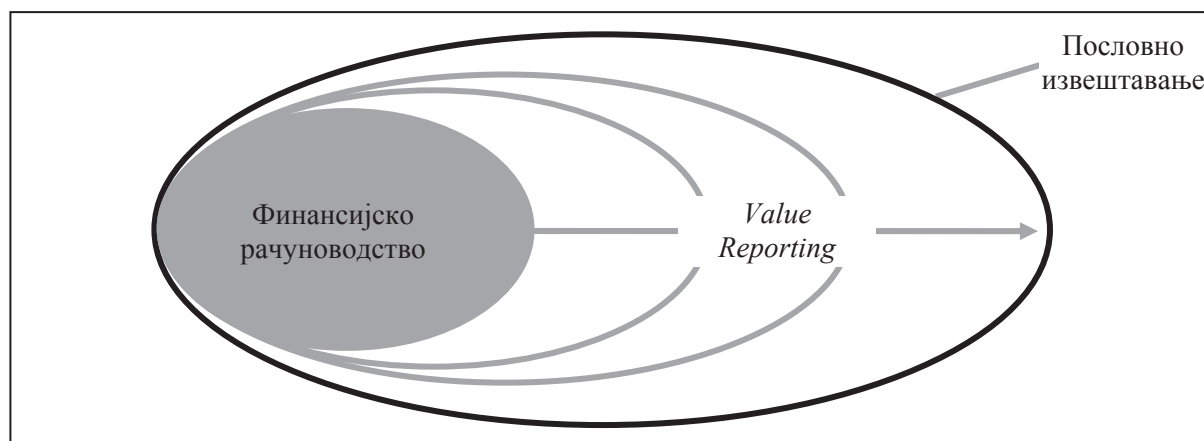 Пословно
извештавање
Финансијско
рачуноводство
Value
Reporting